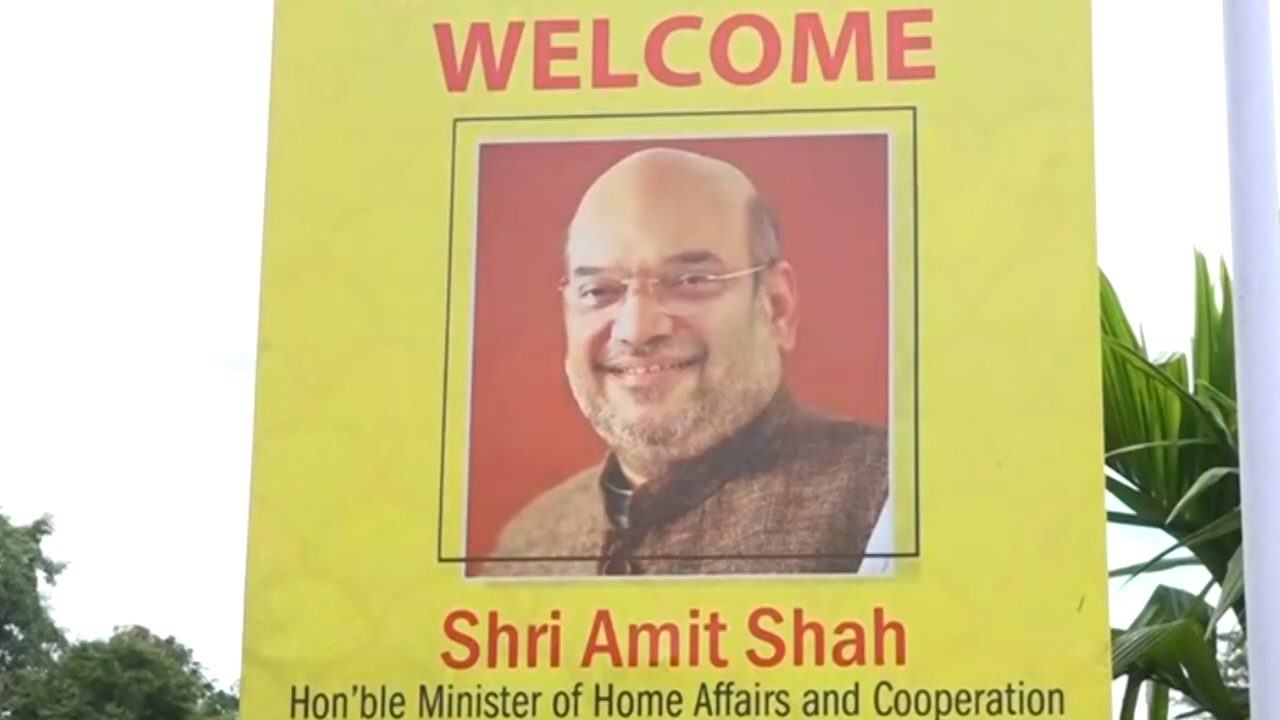 WELCOME
Shri Amit Shah
Hon'ble Minister of Home Affairs and Cooperation